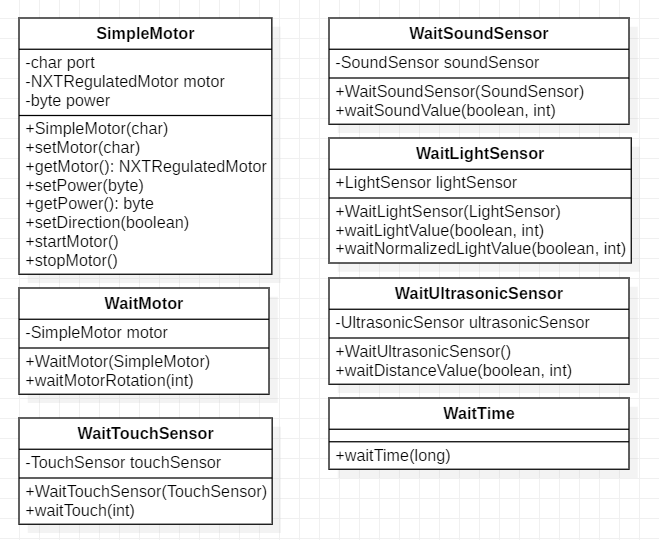 SimpleMotor
-char port
-NXTRegulatedMotor motor
-byte power
+SimpleMotor(char)
+setMotor(char)
+getMotor(): NXTRegulatedMotor
+setPower(byte)
+getPower(): byte
+setDirection(boolean)
+startMotor()
+stopMotor()
WaitMotor
-SimpleMotor motor
+WaitMotor(SimpleMotor)
+waitMotorRotation(int)
WaitTouchSensor
-TouchSensor touchSensor
+WaitTouchSensor(TouchSensor)
+waitTouch(int)
WaitSoundSensor
-SoundSensor soundSensor
+WaitSoundSensor(SoundSensor)
+waitSoundValue(boolean, int)
WaitLightSensor
+LightSensor lightSensor
+WaitLightSensor(LightSensor)
+waitLightValue(boolean, int)
+waitNormalizedLightValue(boolean, int)
WaitUltrasonicSensor
-UltrasonicSensor ultrasonicSensor
+WaitUltrasonicSensor()
+waitDistanceValue(boolean, int)
WaitTime
+waitTime(long)